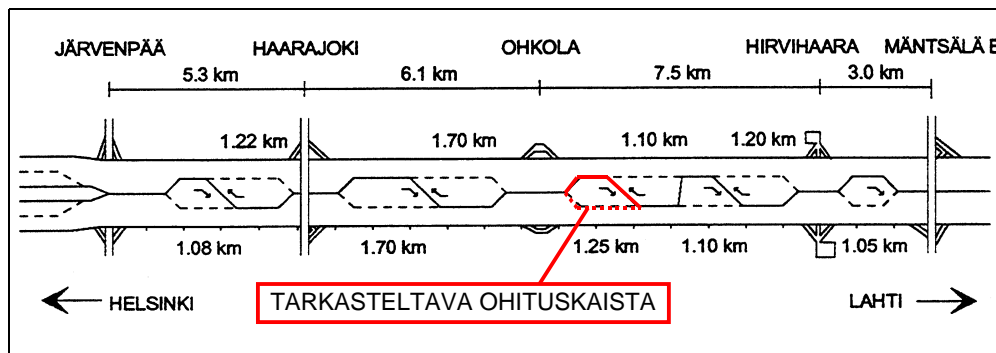 JÄRVENPÄÄ HAARAJOKI OHKOLA HIRVIHAARA MÄNTSÄLÄ E
5.3 km 6.1 km 7.5 km 3.0 km
1.22 km 1.70 km 1.10 km 1.20 km
1.08 km 1.70 km 1.25 km 1.10 km 1.05 km
HELSINKI TARKASTELTAVA OHITUSKAISTA LAHTI